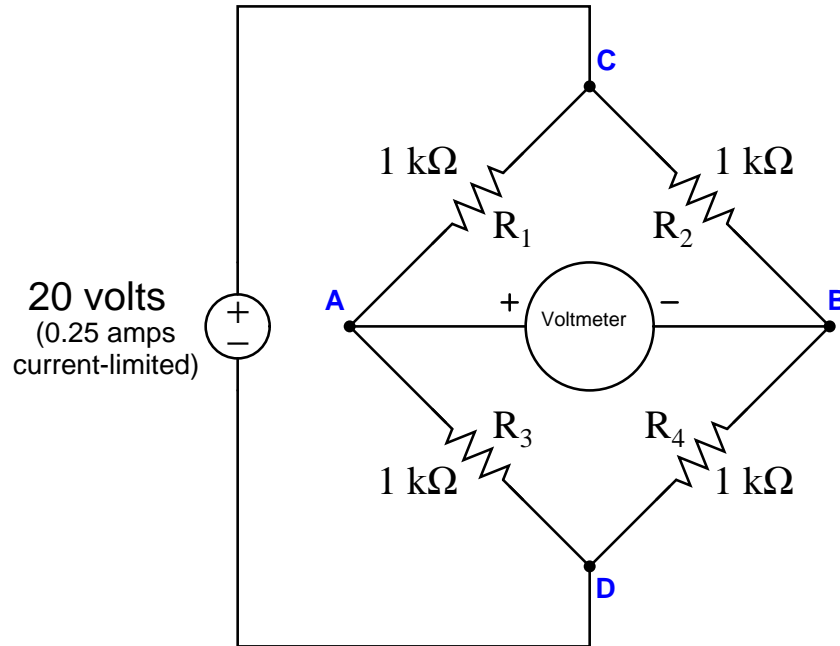 C
1 kΩ
1 kΩ
R1
R2
20 volts
(0.25 amps
current-limited)
+
−
A
+
Voltmeter
−
B
R3
R4
1 kΩ
1 kΩ
D